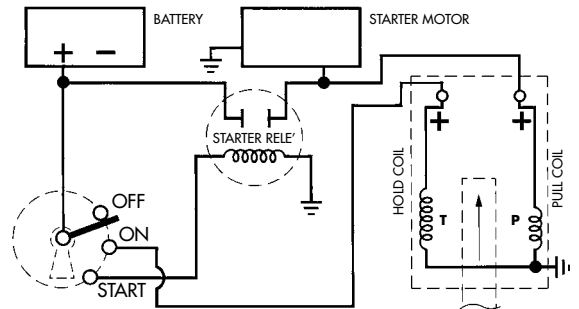 BATTERY
STARTER MOTOR
+ −
STARTER RELE'
+ +
HOLD COIL
PULL COIL
T
P
OFF
ON
START